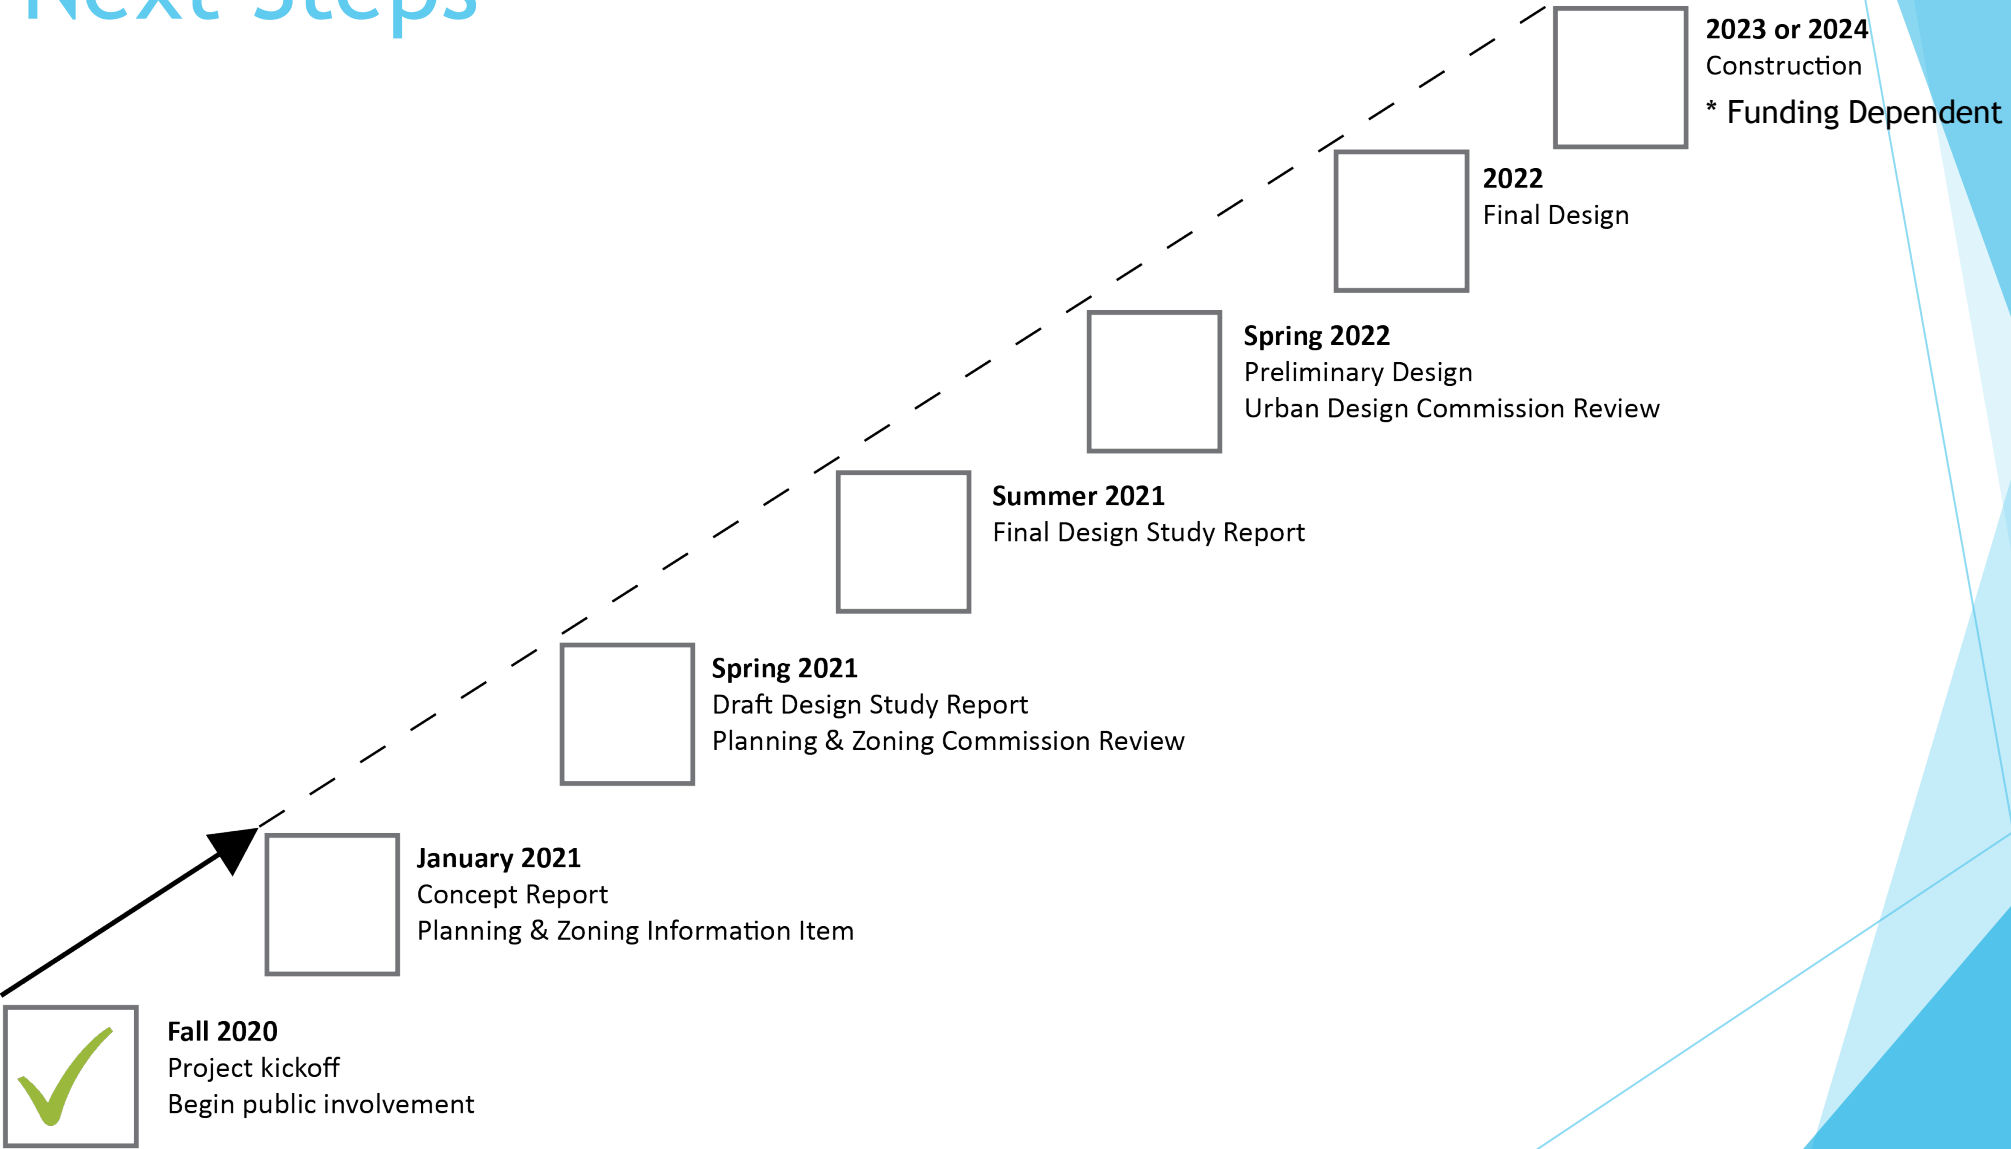 Next Steps
2023 or 2024
Construction
* Funding Dependent
2022
Final Design
Spring 2022
Preliminary Design
Urban Design Commission Review
Summer 2021
Final Design Study Report
Spring 2021
Draft Design Study Report
Planning & Zoning Commission Review
January 2021
Concept Report
Planning & Zoning Information Item
Fall 2020
Project kickoff
Begin public involvement